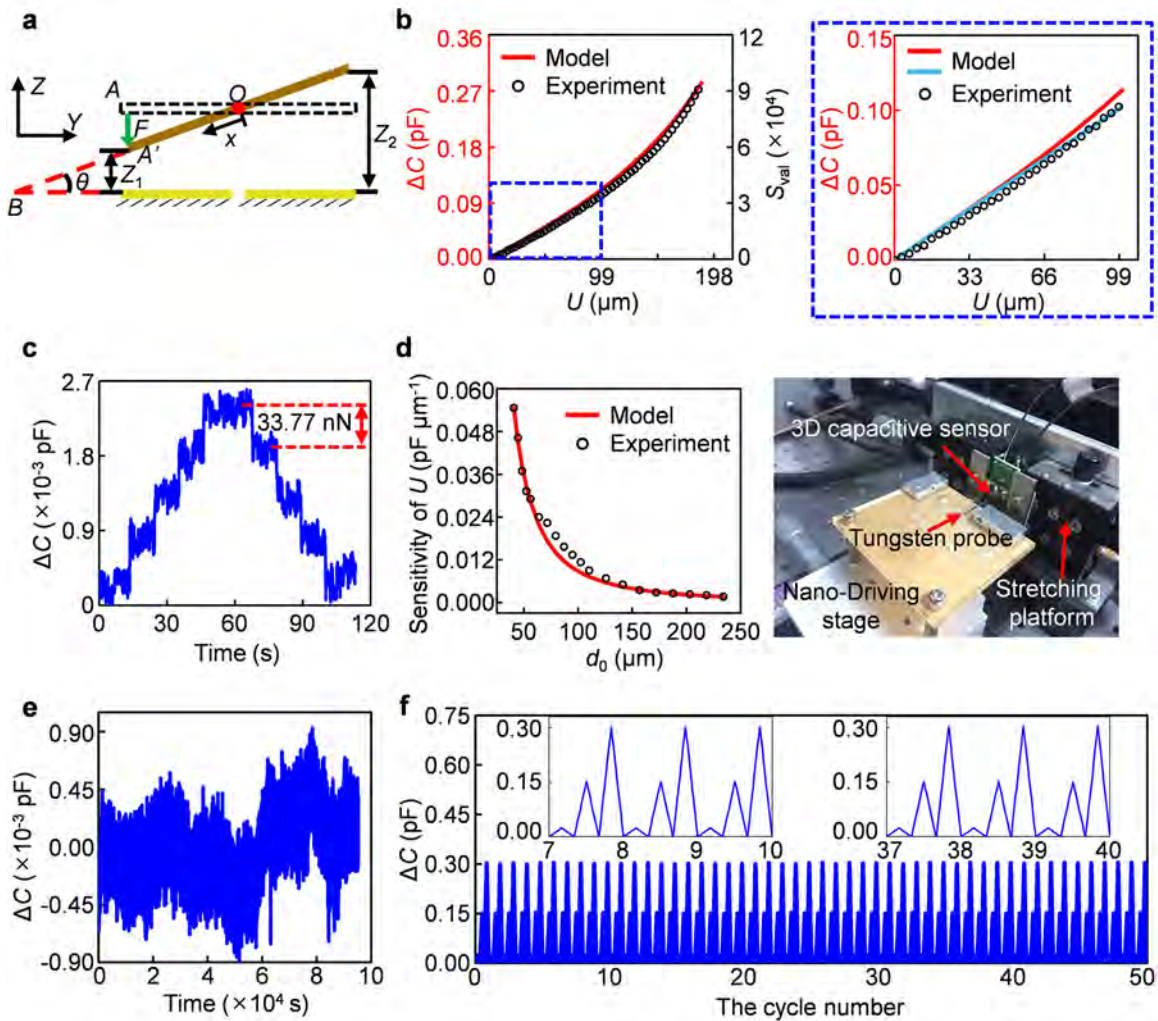 a
Z
Y
A
O
F
x
A'
Z1
Z2
θ
B
b
0.36
0.27
0.18
0.09
0.00
ΔC (pF)
Model
Experiment
12
9
6
3
0
Sval (×10⁴)
0 99 198
U (μm)
0.15
0.10
0.05
0.00
ΔC (pF)
Model
Experiment
0 33 66 99
U (μm)
c
2.7
1.8
0.9
0
ΔC (×10⁻³ pF)
33.77 nN
0 30 60 90 120
Time (s)
d
0.060
0.048
0.036
0.024
0.012
0.000
Sensitivity of U (pF μm⁻¹)
Model
Experiment
50 100 150 200 250
d₀ (μm)
3D capacitive sensor
Tungsten probe
Nano-Driving
stage
Stretching
platform
e
0.90
0.45
0.00
-0.45
-0.90
ΔC (×10⁻³ pF)
0 2 4 6 8 10
Time (×10⁴ s)
f
0.75
0.60
0.45
0.30
0.15
0.00
ΔC (pF)
0.30
0.15
0.00
7 8 9 10
0.30
0.15
0.00
37 38 39 40
0 10 20 30 40 50
The cycle number